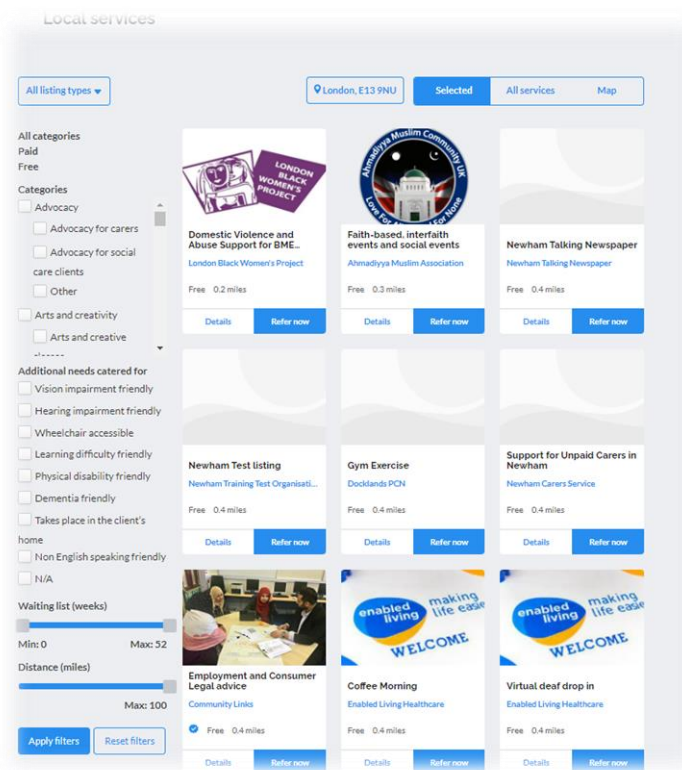 Local services
All listing types
London, E13 9NU
Selected
All services
Map
All categories
Paid
Free
Categories
Advocacy
Advocacy for carers
Advocacy for social
care clients
Other
Arts and creativity
Arts and creative
Additional needs catered for
Vision impairment friendly
Hearing impairment friendly
Wheelchair accessible
Learning difficulty friendly
Physical disability friendly
Dementia friendly
Takes place in the client's
home
Non English speaking friendly
N/A
Waiting list (weeks)
Min: 0 Max: 52
Distance (miles)
Max: 100
Apply filters
Reset filters
LONDON
BLACK
WOMEN'S
PROJECT
Domestic Violence and
Abuse Support for BME...
London Black Women's Project
Free 0.2 miles
Details Refer now
Ahmadiyya Muslim Community UK
Love For All Hatred For None
Faith-based, interfaith
events and social events
Ahmadiyya Muslim Association
Free 0.3 miles
Details Refer now
Newham Talking Newspaper
Newham Talking Newspaper
Free 0.4 miles
Details Refer now
Newham Test listing
Newham Training Test Organisati...
Free 0.4 miles
Details Refer now
Gym Exercise
Docklands PCN
Free 0.4 miles
Details Refer now
Support for Unpaid Carers in
Newham
Newham Carers Service
Free 0.4 miles
Details Refer now
Employment and Consumer
Legal advice
Community Links
Free 0.4 miles
Details Refer now
enabled
living
making
life easie
WELCOME
Coffee Morning
Enabled Living Healthcare
Free 0.4 miles
Details Refer now
enabled
living
making
life easie
WELCOME
Virtual deaf drop in
Enabled Living Healthcare
Free 0.4 miles
Details Refer now